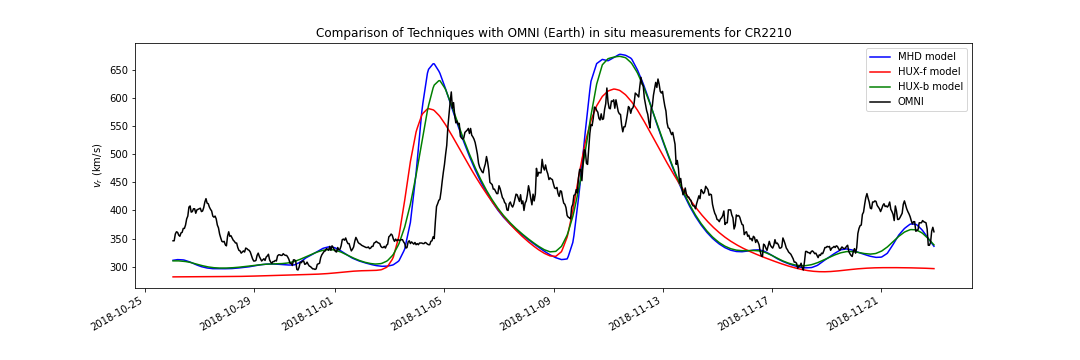 Comparison of Techniques with OMNI (Earth) in situ measurements for CR2210
MHD model
HUX-f model
HUX-b model
OMNI
vr (km/s)
650
600
550
500
450
400
350
300
2018-10-25
2018-10-29
2018-11-01
2018-11-05
2018-11-09
2018-11-13
2018-11-17
2018-11-21